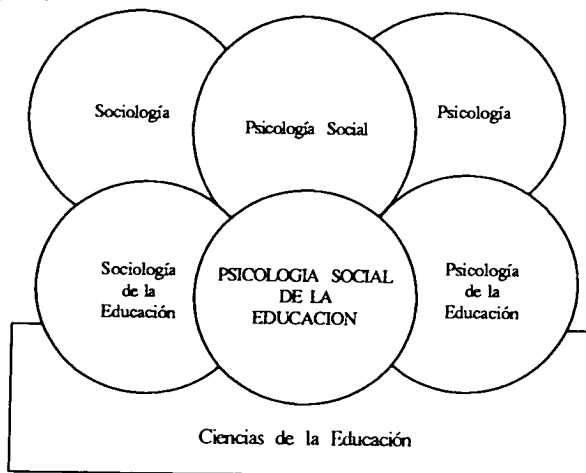 Sociología
Psicología Social
Psicología
Sociología
de la
Educación
PSICOLOGIA SOCIAL
DE LA
EDUCACION
Psicología
de la
Educación
Ciencias de la Educación